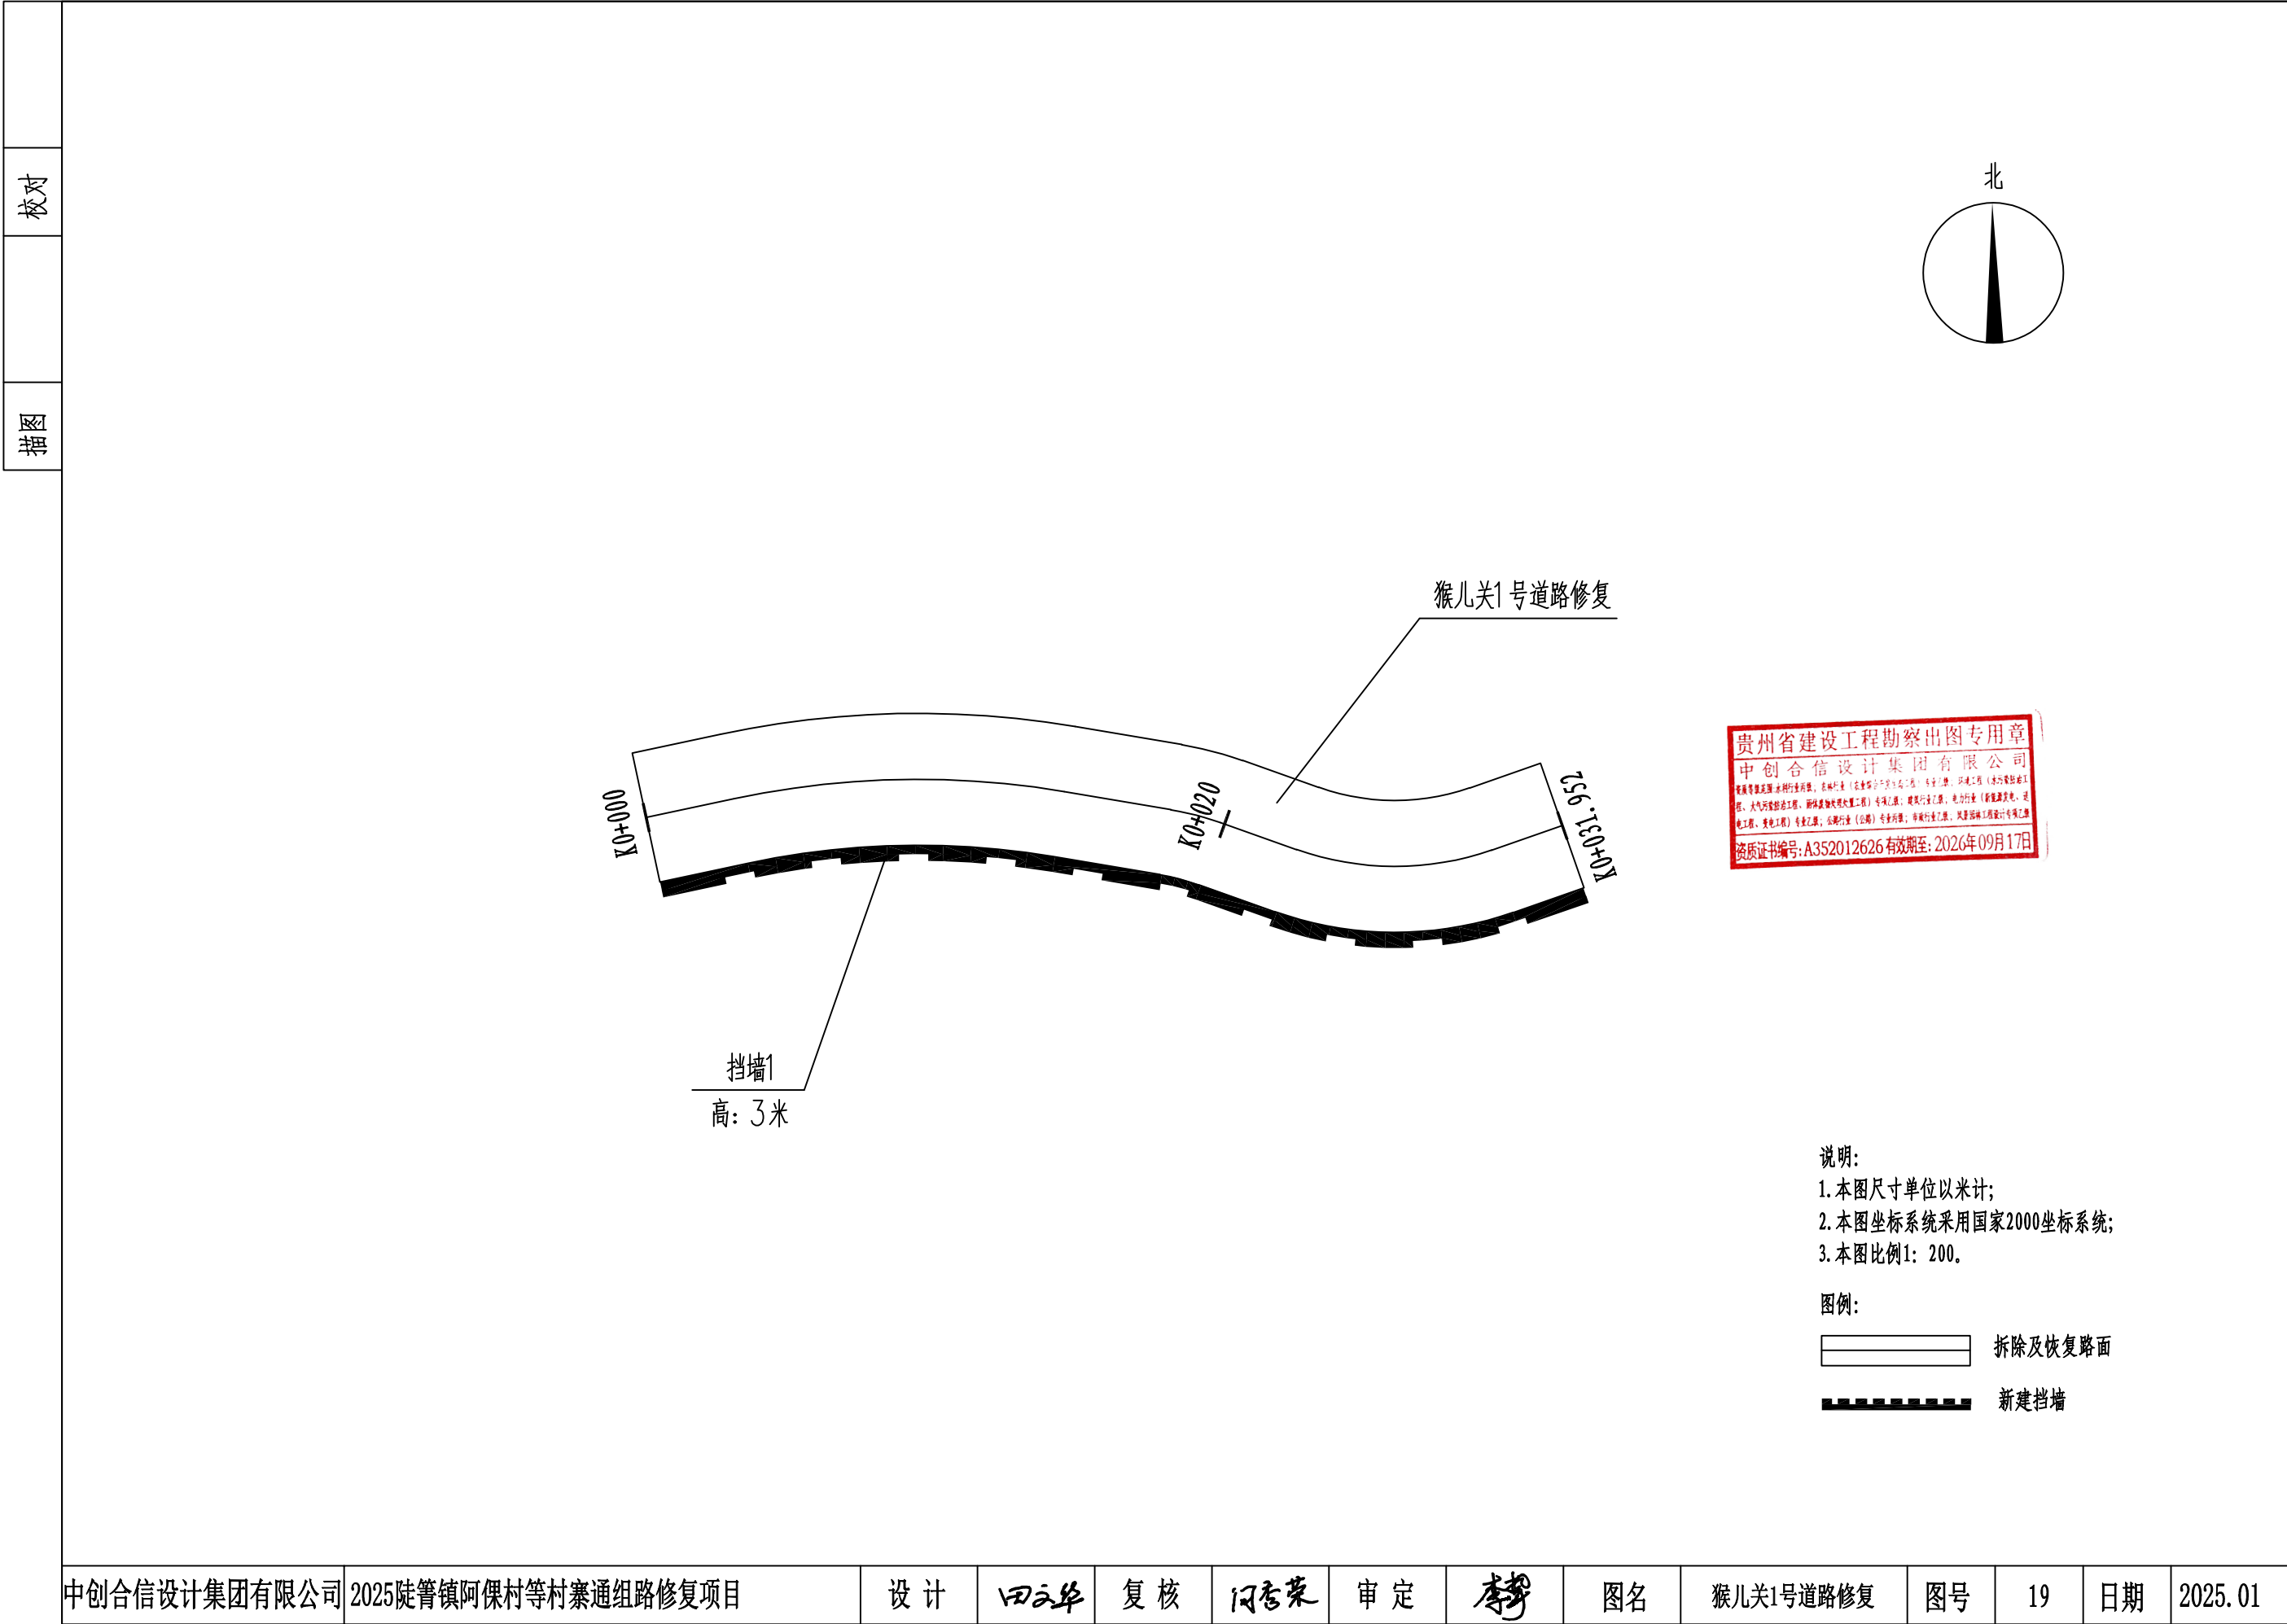 校对
描图
北
猴儿关1号道路修复
K0+000
K0+020
K0+031.952
挡墙1
高：3米
贵州省建设工程勘察出图专用章
中创合信设计集团有限公司
资质证书编号:A352012626 有效期至:2026年09月17日
说明：
1.本图尺寸单位以米计；
2.本图坐标系统采用国家2000坐标系统；
3.本图比例1：200。
图例：
拆除及恢复路面
新建挡墙
中创合信设计集团有限公司 2025陡箐镇阿倮村等村寨通组路修复项目 设计 田文华 复核 审定 图名 猴儿关1号道路修复 图号 19 日期 2025.01